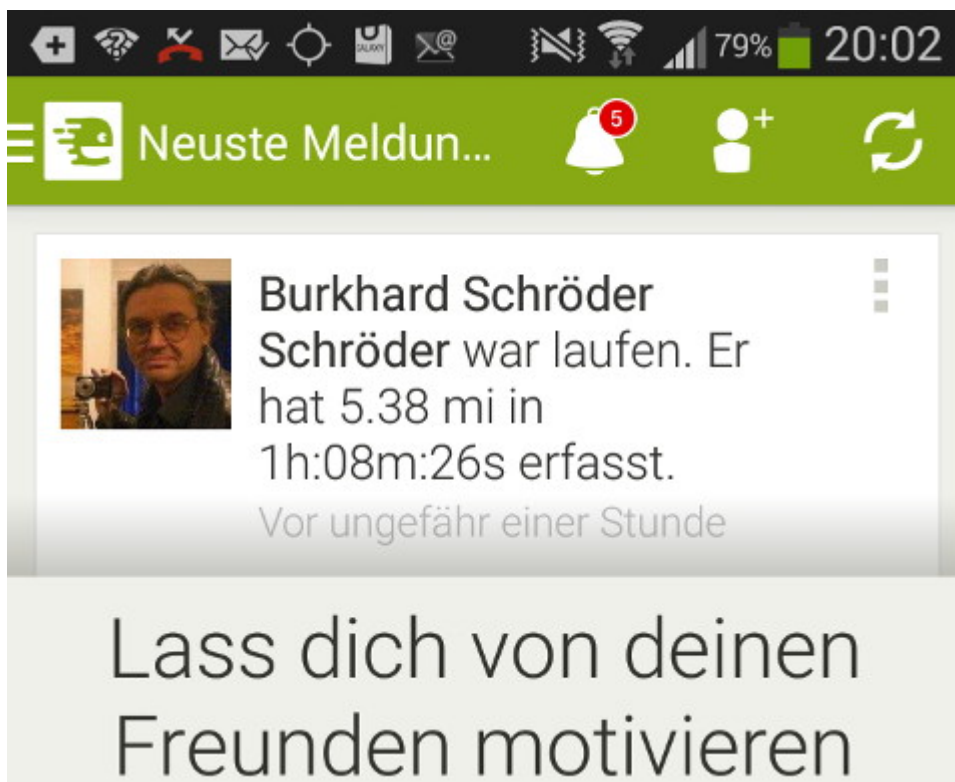 79% 20:02
Neuste Meldun...
5
Burkhard Schröder
Schröder war laufen. Er
hat 5.38 mi in
1h:08m:26s erfasst.
Vor ungefähr einer Stunde
Lass dich von deinen
Freunden motivieren